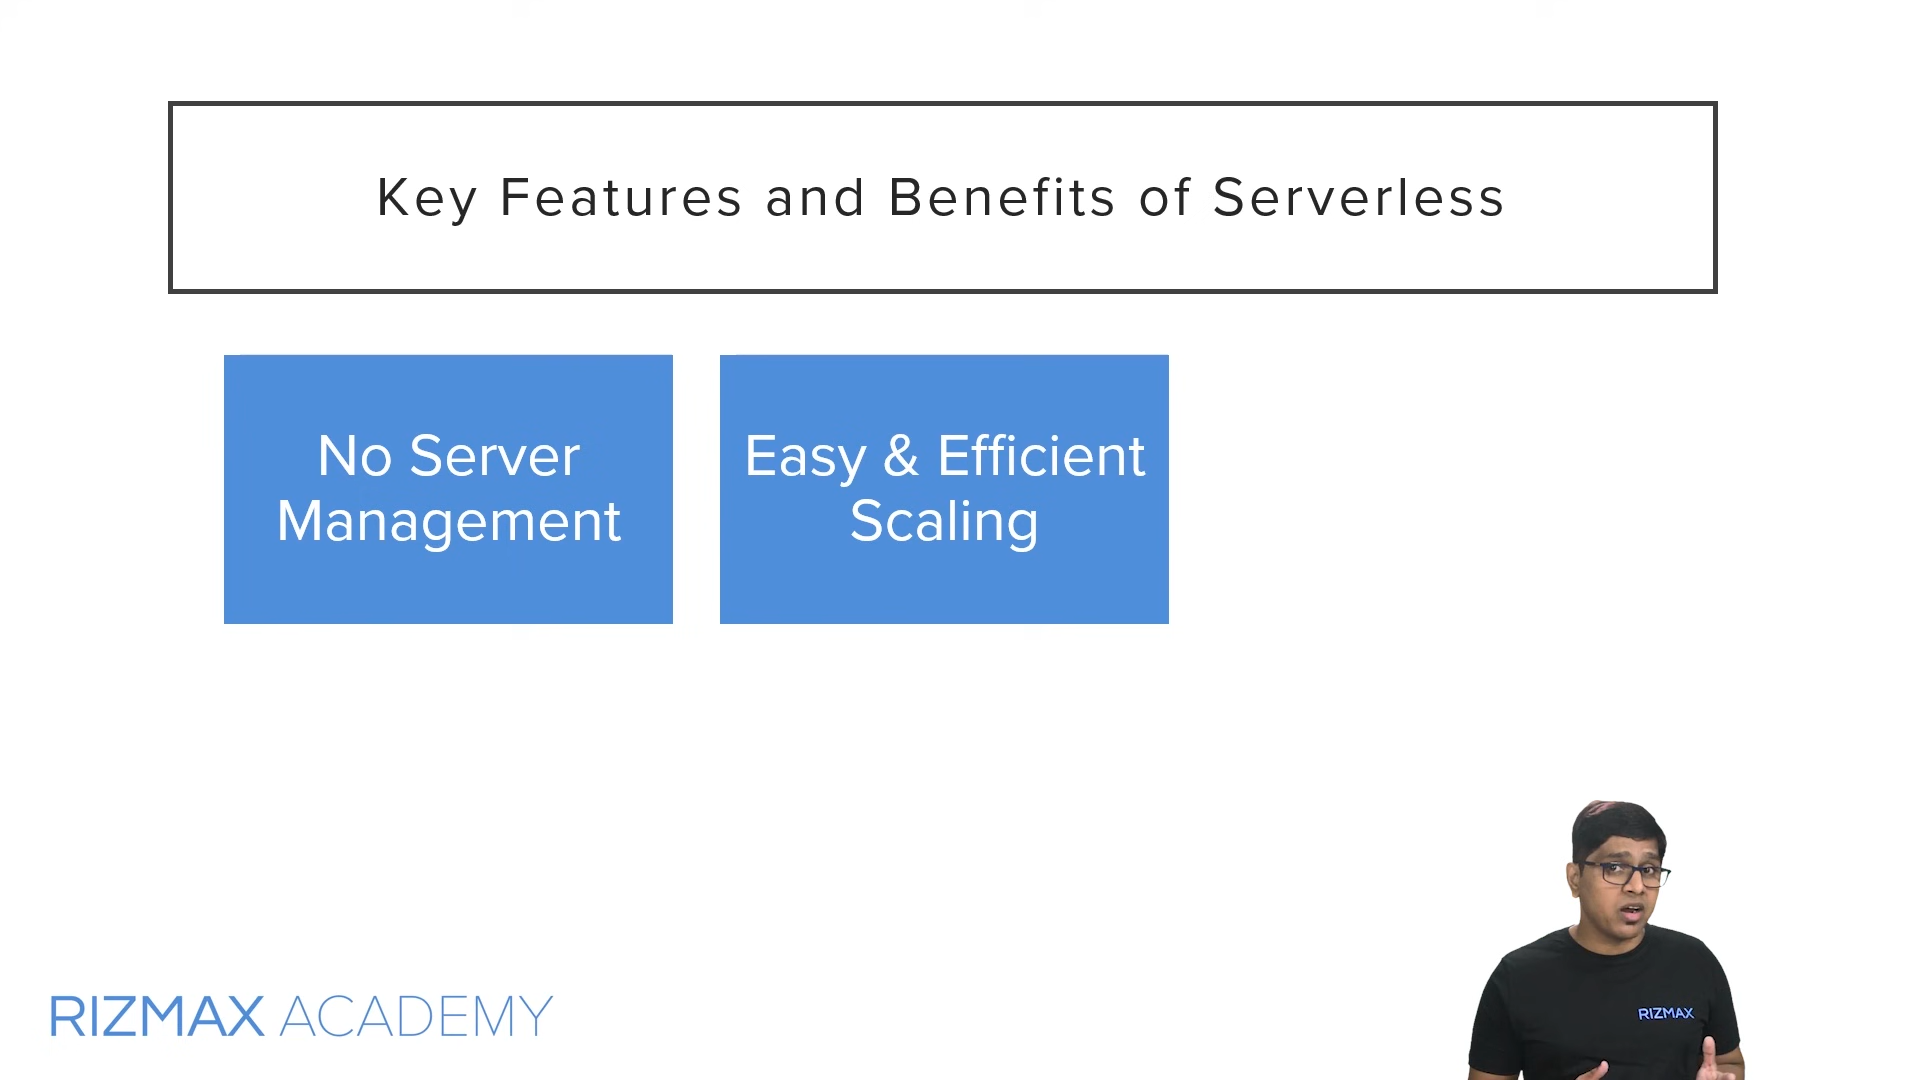 Key Features and Benefits of Serverless
No Server
Management
Easy & Efficient
Scaling
RIZMAX ACADEMY
RIZMAX